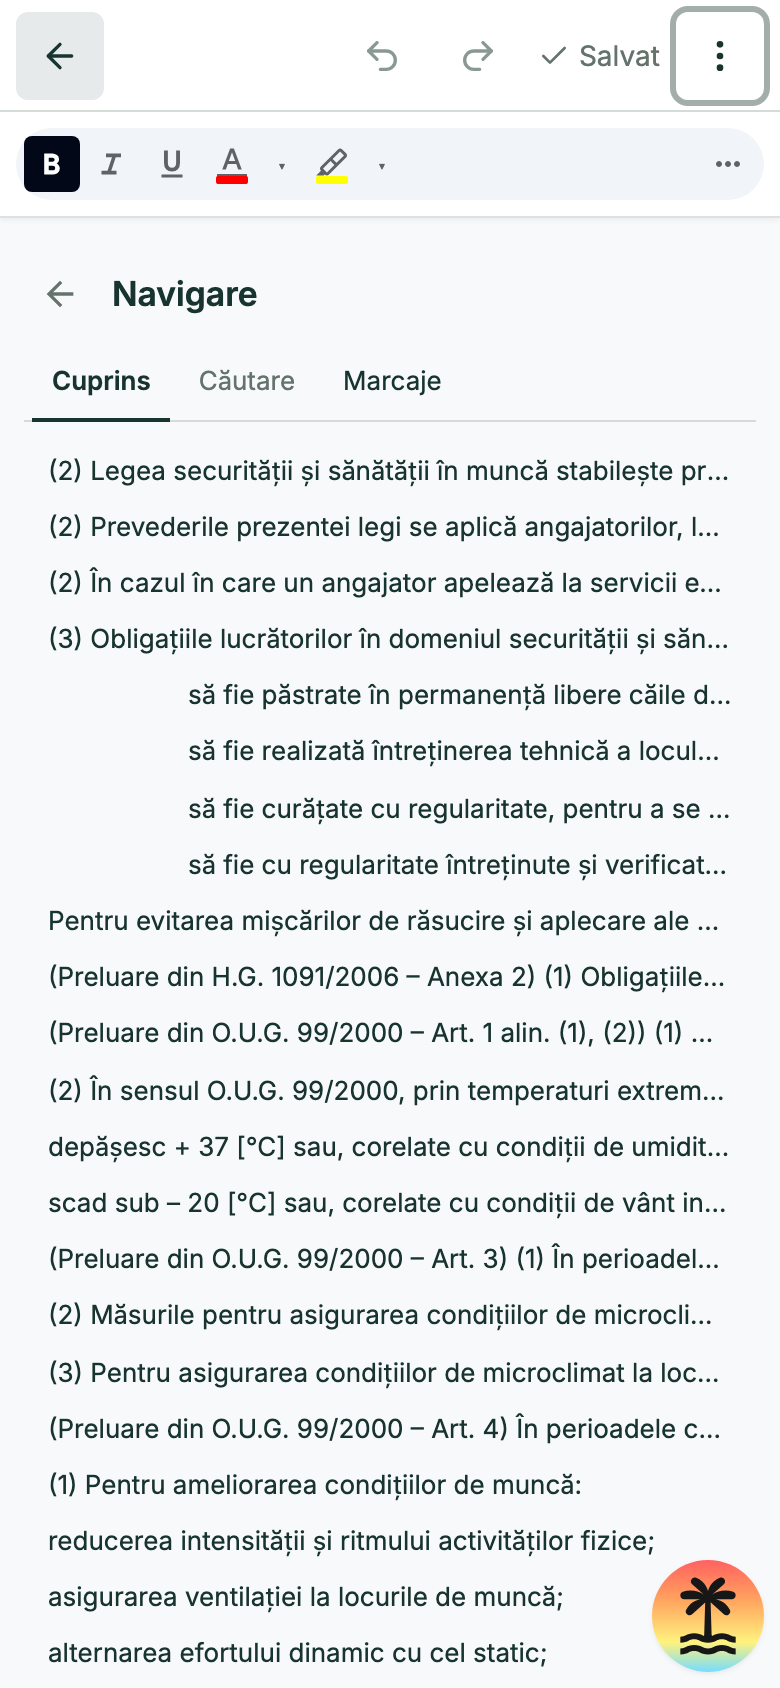 Salvat
B I U A
Navigare
Cuprins Căutare Marcaje
(2) Legea securității și sănătății în muncă stabilește pr...
(2) Prevederile prezentei legi se aplică angajatorilor, l...
(2) În cazul în care un angajator apelează la servicii e...
(3) Obligațiile lucrătorilor în domeniul securității și săn...
să fie păstrate în permanență libere căile d...
să fie realizată întreținerea tehnică a locul...
să fie curățate cu regularitate, pentru a se ...
să fie cu regularitate întreținute și verificat...
Pentru evitarea mișcărilor de răsucire și aplecare ale ...
(Preluare din H.G. 1091/2006 – Anexa 2) (1) Obligațiile...
(Preluare din O.U.G. 99/2000 – Art. 1 alin. (1), (2)) (1) ...
(2) În sensul O.U.G. 99/2000, prin temperaturi extrem...
depășesc + 37 [°C] sau, corelate cu condiții de umidit...
scad sub – 20 [°C] sau, corelate cu condiții de vânt in...
(Preluare din O.U.G. 99/2000 – Art. 3) (1) În perioadel...
(2) Măsurile pentru asigurarea condițiilor de microcli...
(3) Pentru asigurarea condițiilor de microclimat la loc...
(Preluare din O.U.G. 99/2000 – Art. 4) În perioadele c...
(1) Pentru ameliorarea condițiilor de muncă:
reducerea intensității și ritmului activităților fizice;
asigurarea ventilației la locurile de muncă;
alternarea efortului dinamic cu cel static;